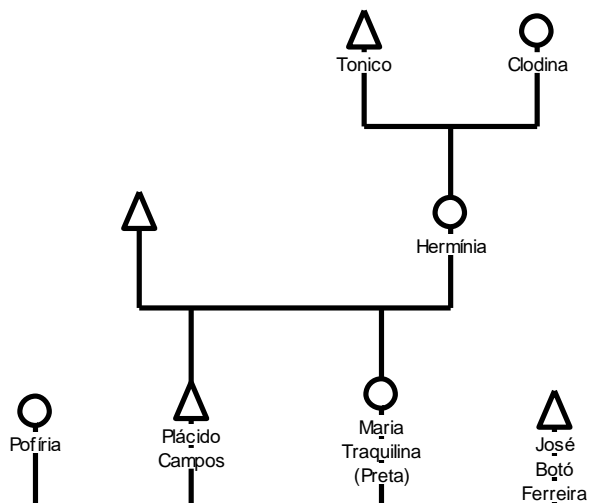 Tonico
Clodina
Hermínia
Pofíria
Plácido
Campos
Maria
Traquilina
(Preta)
José
Botó
Ferreira